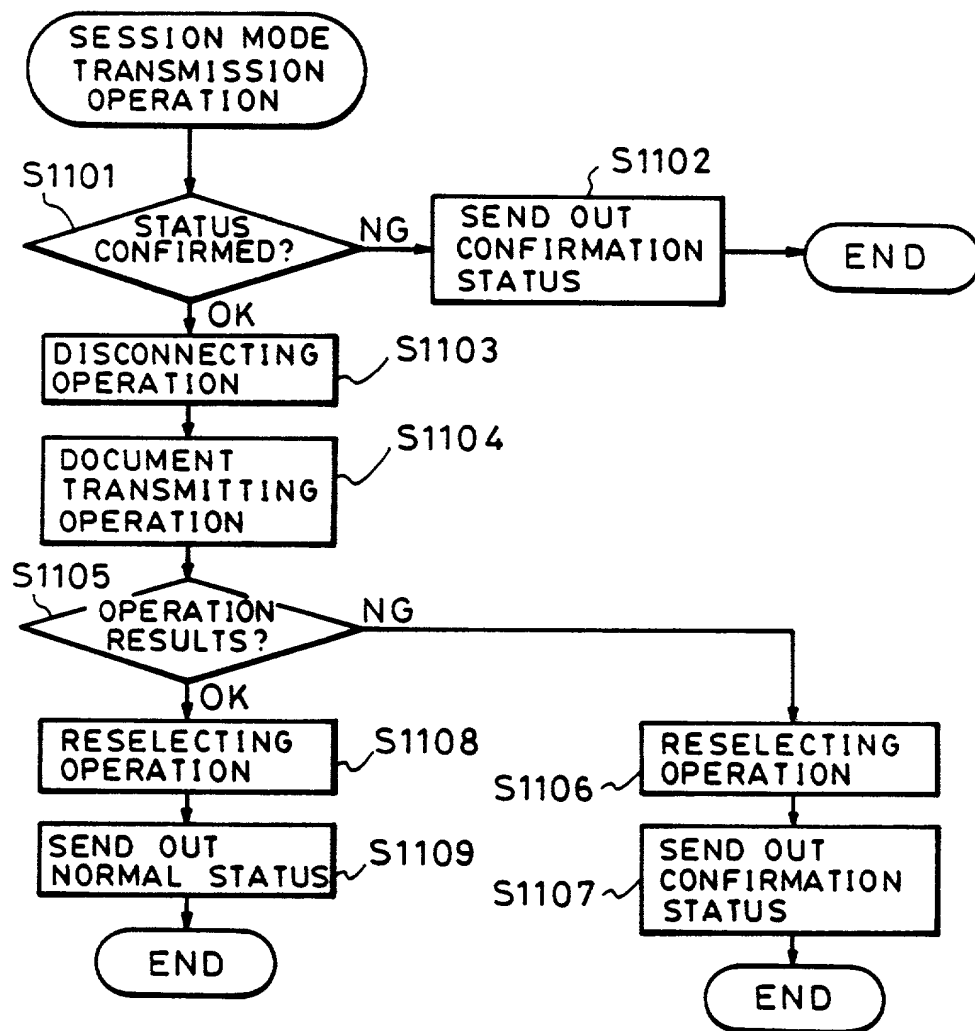 SESSION MODE
TRANSMISSION
OPERATION
S1101
STATUS
CONFIRMED?
NG
S1102
SEND OUT
CONFIRMATION
STATUS
END
OK
DISCONNECTING
OPERATION
S1103
DOCUMENT
TRANSMITTING
OPERATION
S1104
S1105
OPERATION
RESULTS?
NG
OK
RESELECTING
OPERATION
S1108
SEND OUT
NORMAL STATUS
S1109
END
RESELECTING
OPERATION
S1106
SEND OUT
CONFIRMATION
STATUS
S1107
END